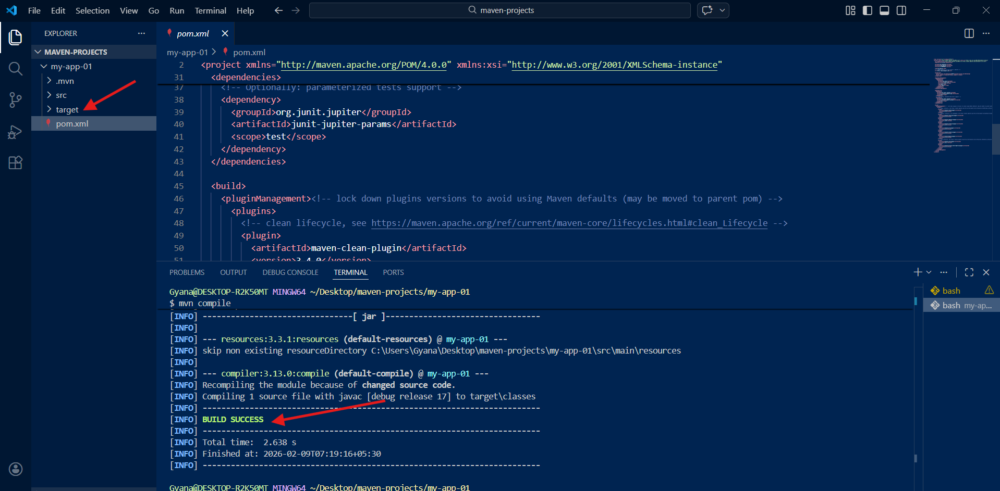 File Edit Selection View Go Run Terminal Help
maven-projects
EXPLORER
MAVEN-PROJECTS
my-app-01
.mvn
src
target
pom.xml
pom.xml
my-app-01 > pom.xml
2 <project xmlns="http://maven.apache.org/POM/4.0.0" xmlns:xsi="http://www.w3.org/2001/XMLSchema-instance"
31 <dependencies>
37 <!-- Optionally: parameterized tests support -->
38 <dependency>
39 <groupId>org.junit.jupiter</groupId>
40 <artifactId>junit-jupiter-params</artifactId>
41 <scope>test</scope>
42 </dependency>
43 </dependencies>
44
45 <build>
46 <pluginManagement><!-- lock down plugins versions to avoid using Maven defaults (may be moved to parent pom) -->
47 <plugins>
48 <!-- clean lifecycle, see https://maven.apache.org/ref/current/maven-core/lifecycles.html#clean_Lifecycle -->
49 <plugin>
50 <artifactId>maven-clean-plugin</artifactId>
51 <version>3.4.0</version>
PROBLEMS OUTPUT DEBUG CONSOLE TERMINAL PORTS
Gyana@DESKTOP-R2K50MT MINGW64 ~/Desktop/maven-projects/my-app-01
$ mvn compile
[INFO] --------------------------------[ jar ]---------------------------------
[INFO]
[INFO] --- resources:3.3.1:resources (default-resources) @ my-app-01 ---
[INFO] skip non existing resourceDirectory C:\Users\Gyana\Desktop\maven-projects\my-app-01\src\main\resources
[INFO]
[INFO] --- compiler:3.13.0:compile (default-compile) @ my-app-01 ---
[INFO] Recompiling the module because of changed source code.
[INFO] Compiling 1 source file with javac [debug release 17] to target\classes
[INFO] ------------------------------------------------------------------------
[INFO] BUILD SUCCESS
[INFO] ------------------------------------------------------------------------
[INFO] Total time:  2.638 s
[INFO] Finished at: 2026-02-09T07:19:16+05:30
[INFO] ------------------------------------------------------------------------
Gyana@DESKTOP-R2K50MT MINGW64 ~/Desktop/maven-projects/my-app-01
bash
bash my-ap...